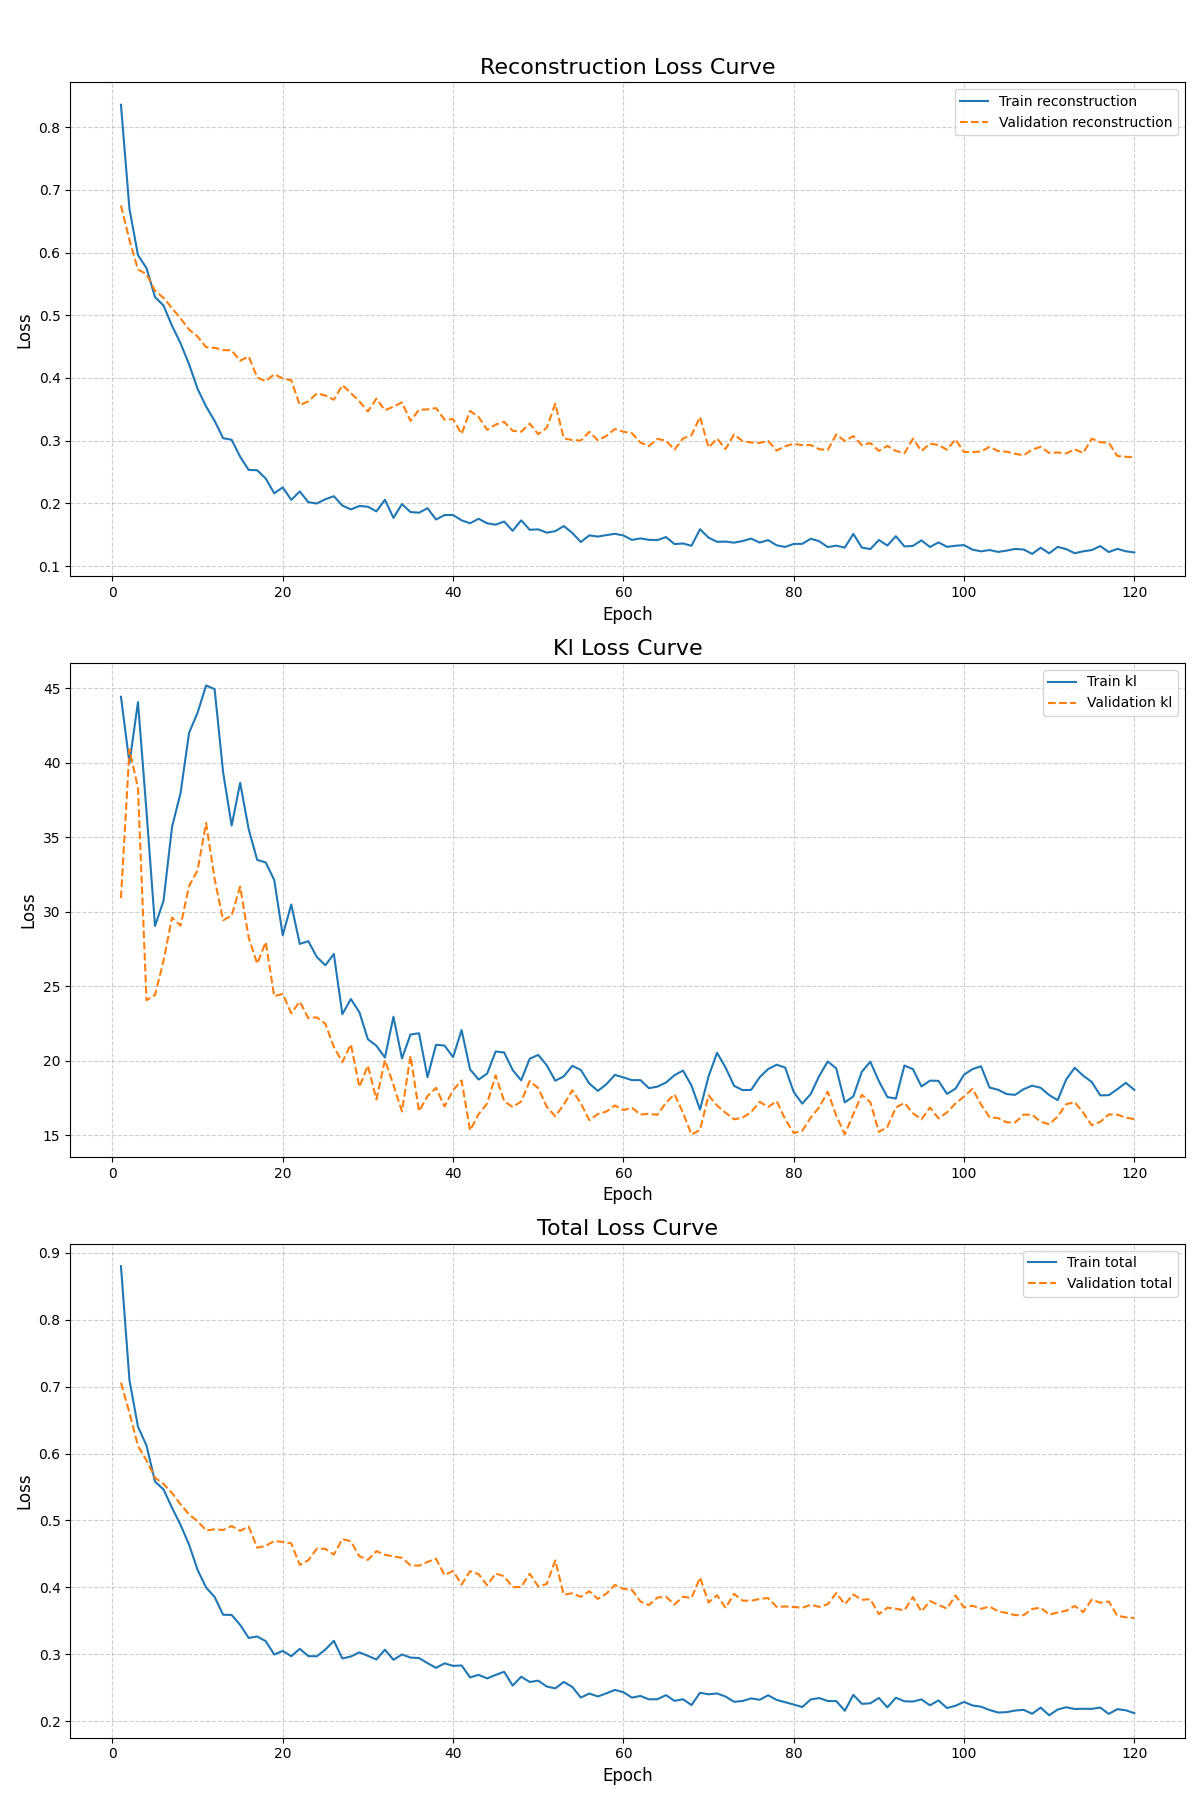 Reconstruction Loss Curve
Train reconstruction
Validation reconstruction
0.8
0.7
0.6
0.5
0.4
0.3
0.2
0.1
Loss
0 20 40 60 80 100 120
Epoch
Kl Loss Curve
Train kl
Validation kl
45
40
35
30
25
20
15
Loss
0 20 40 60 80 100 120
Epoch
Total Loss Curve
Train total
Validation total
0.9
0.8
0.7
0.6
0.5
0.4
0.3
0.2
Loss
0 20 40 60 80 100 120
Epoch